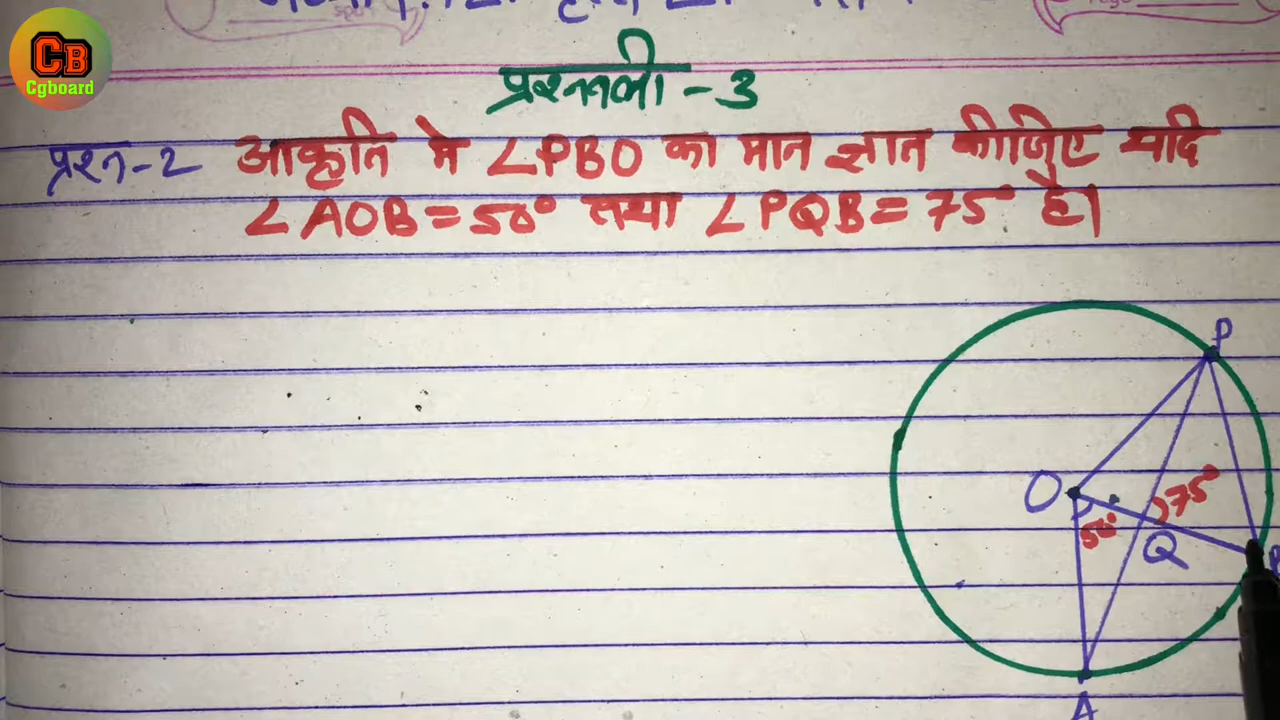 CB
Cgboard
प्रश्नावली - 3
प्रश्न-2 आकृति मे ∠PBO का मान ज्ञात कीजिए यदि
∠AOB = 50° तथा ∠PQB = 75° है।
P
O
75°
50°
Q
A